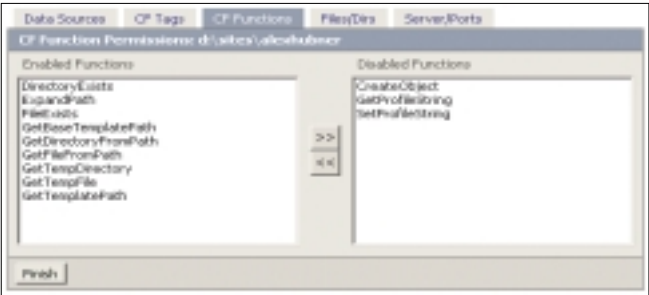 Data Sources CF Tags CF Functions Files/Dirs Server/Ports
CF Function Permissions: d:\sites\alexhubner
Enabled Functions Disabled Functions
DirectoryExists
ExpandPath
FileExists
GetBaseTemplatePath
GetDirectoryFromPath
GetFileFromPath
GetTempDirectory
GetTempFile
GetTemplatePath
>>
<<
CreateObject
GetProfileString
SetProfileString
Finish